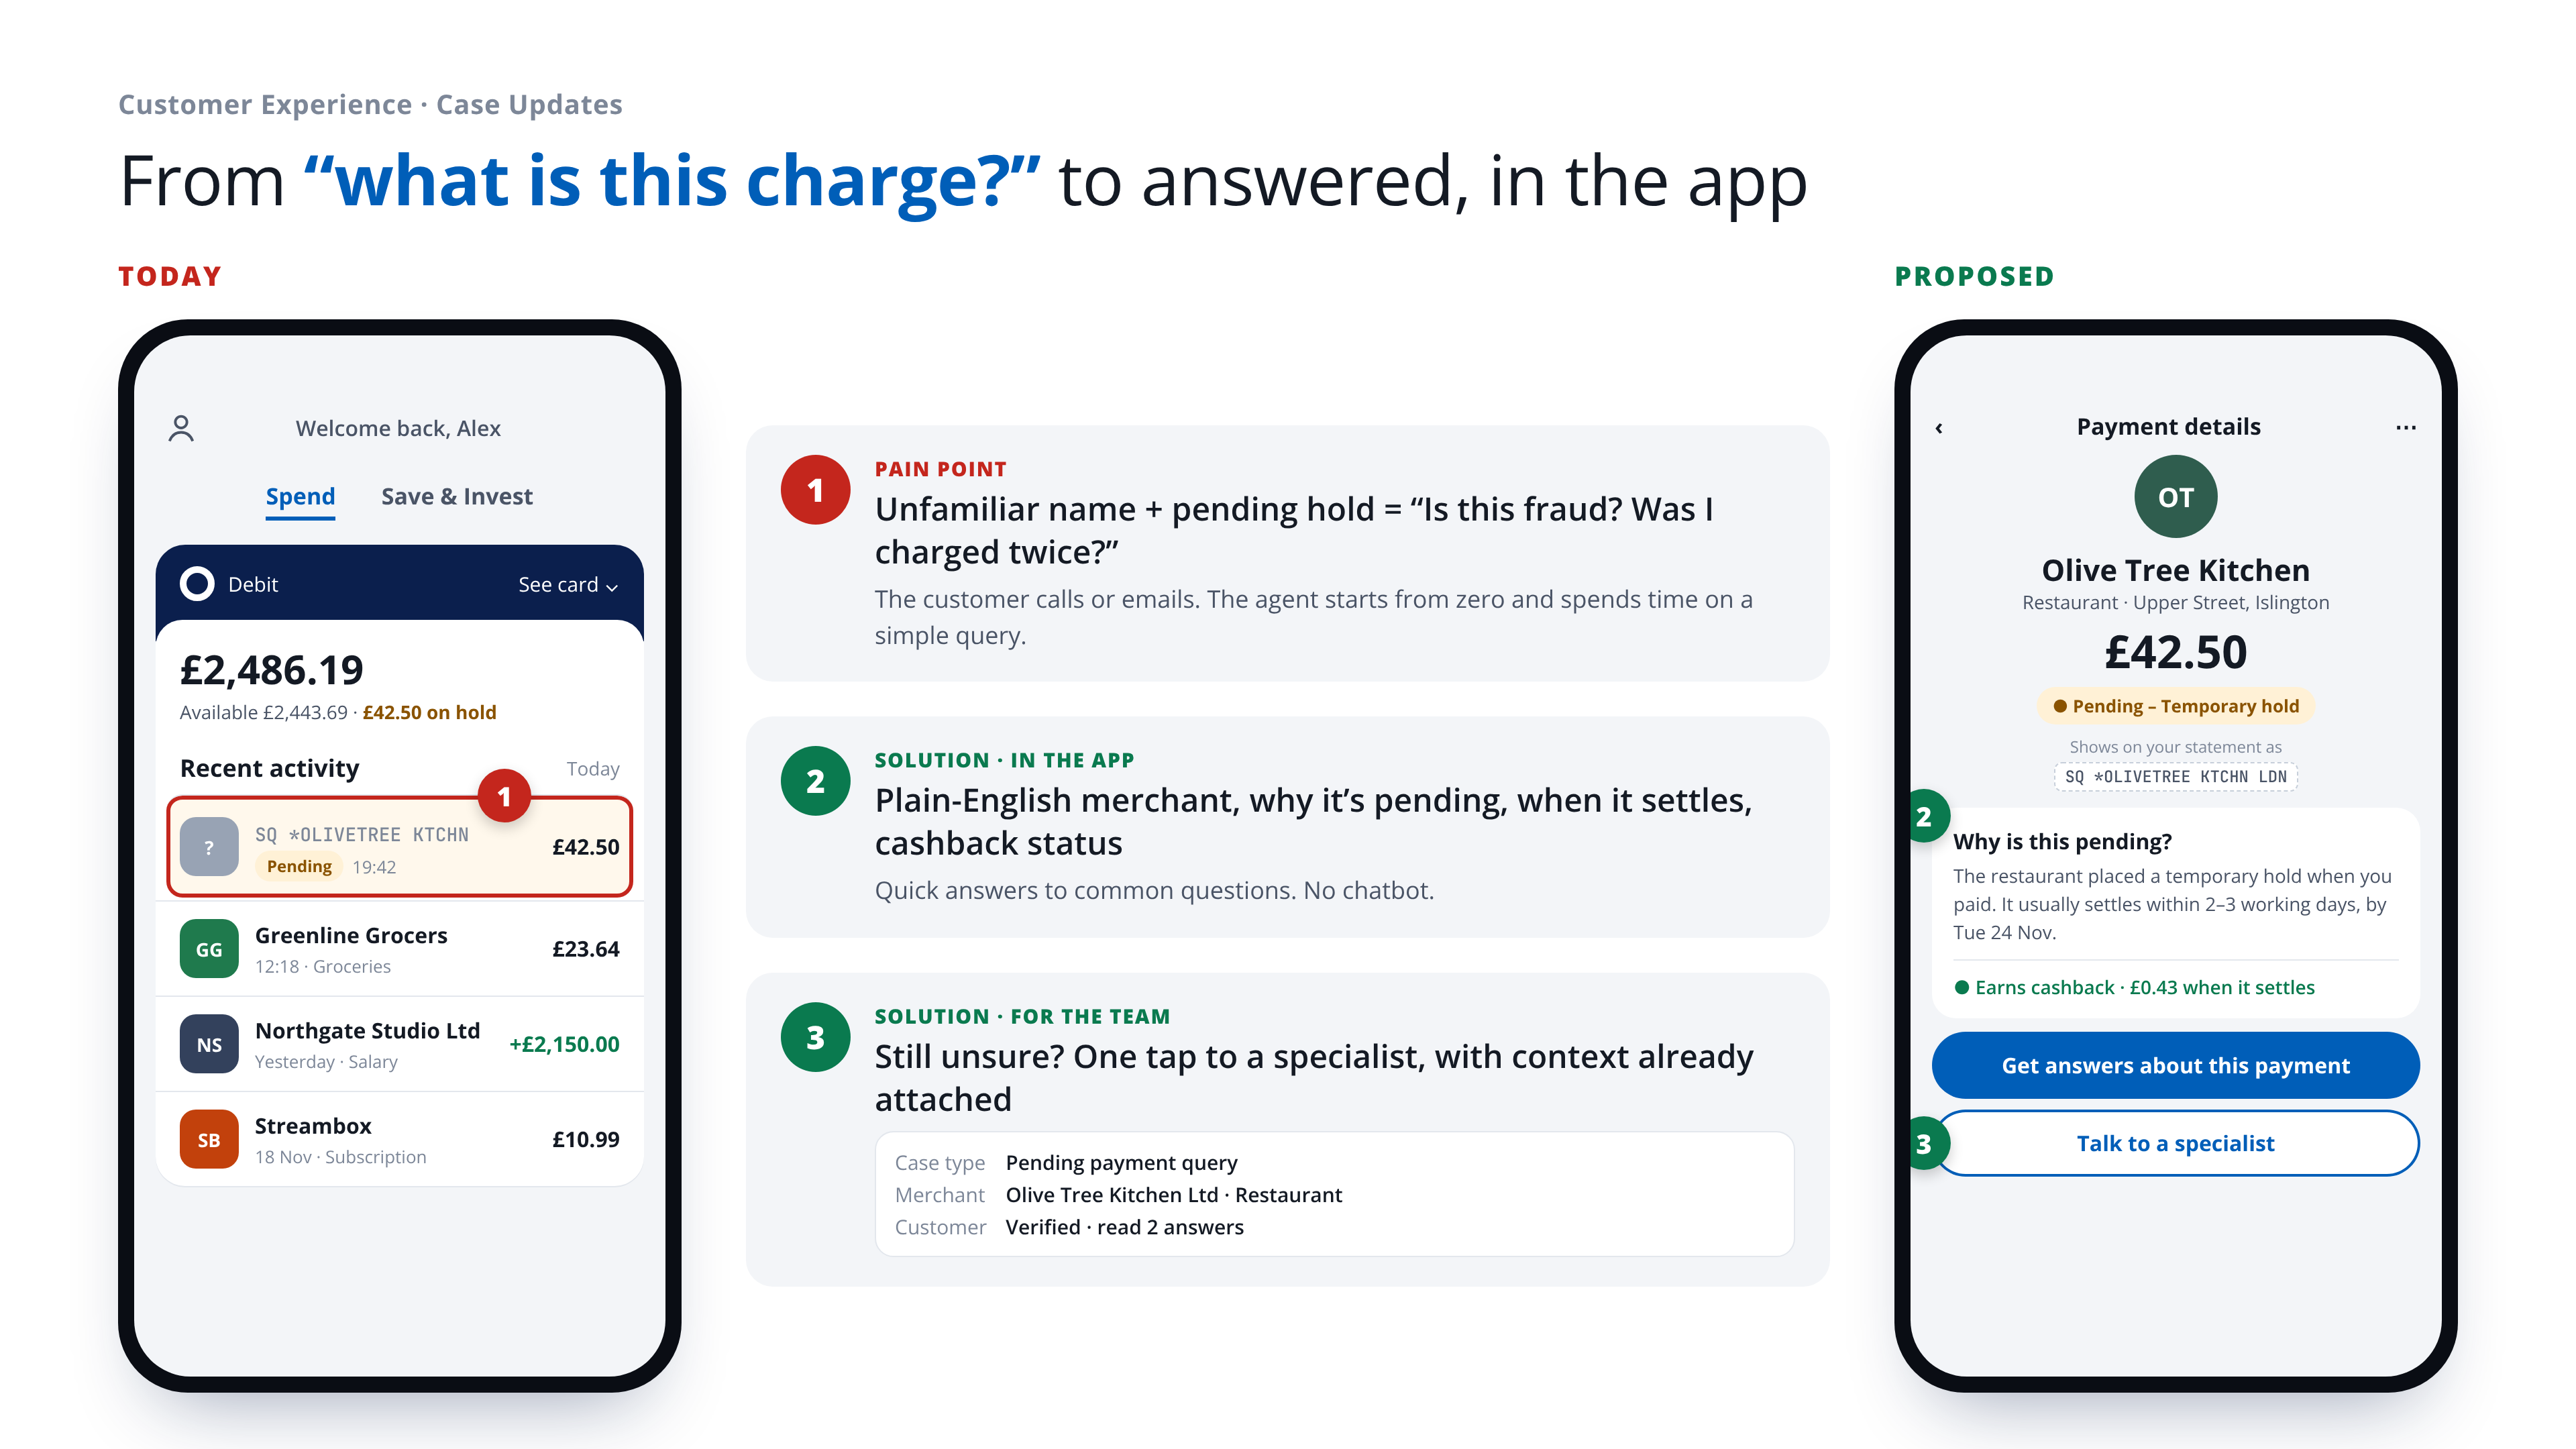 Customer Experience · Case Updates
From “what is this charge?” to answered, in the app
TODAY
Welcome back, Alex
Spend
Save & Invest
Debit
See card
£2,486.19
Available £2,443.69 · £42.50 on hold
Recent activity
Today
1
?
SQ *OLIVETREE KTCHN
Pending
19:42
£42.50
GG
Greenline Grocers
12:18 · Groceries
£23.64
NS
Northgate Studio Ltd
Yesterday · Salary
+£2,150.00
SB
Streambox
18 Nov · Subscription
£10.99
1
PAIN POINT
Unfamiliar name + pending hold = “Is this fraud? Was I
charged twice?”
The customer calls or emails. The agent starts from zero and spends time on a
simple query.
2
SOLUTION · IN THE APP
Plain-English merchant, why it’s pending, when it settles,
cashback status
Quick answers to common questions. No chatbot.
3
SOLUTION · FOR THE TEAM
Still unsure? One tap to a specialist, with context already
attached
Case type Pending payment query
Merchant Olive Tree Kitchen Ltd · Restaurant
Customer Verified · read 2 answers
PROPOSED
‹
Payment details
···
OT
Olive Tree Kitchen
Restaurant · Upper Street, Islington
£42.50
Pending – Temporary hold
Shows on your statement as
SQ *OLIVETREE KTCHN LDN
2
Why is this pending?
The restaurant placed a temporary hold when you
paid. It usually settles within 2–3 working days, by
Tue 24 Nov.
Earns cashback · £0.43 when it settles
Get answers about this payment
3
Talk to a specialist